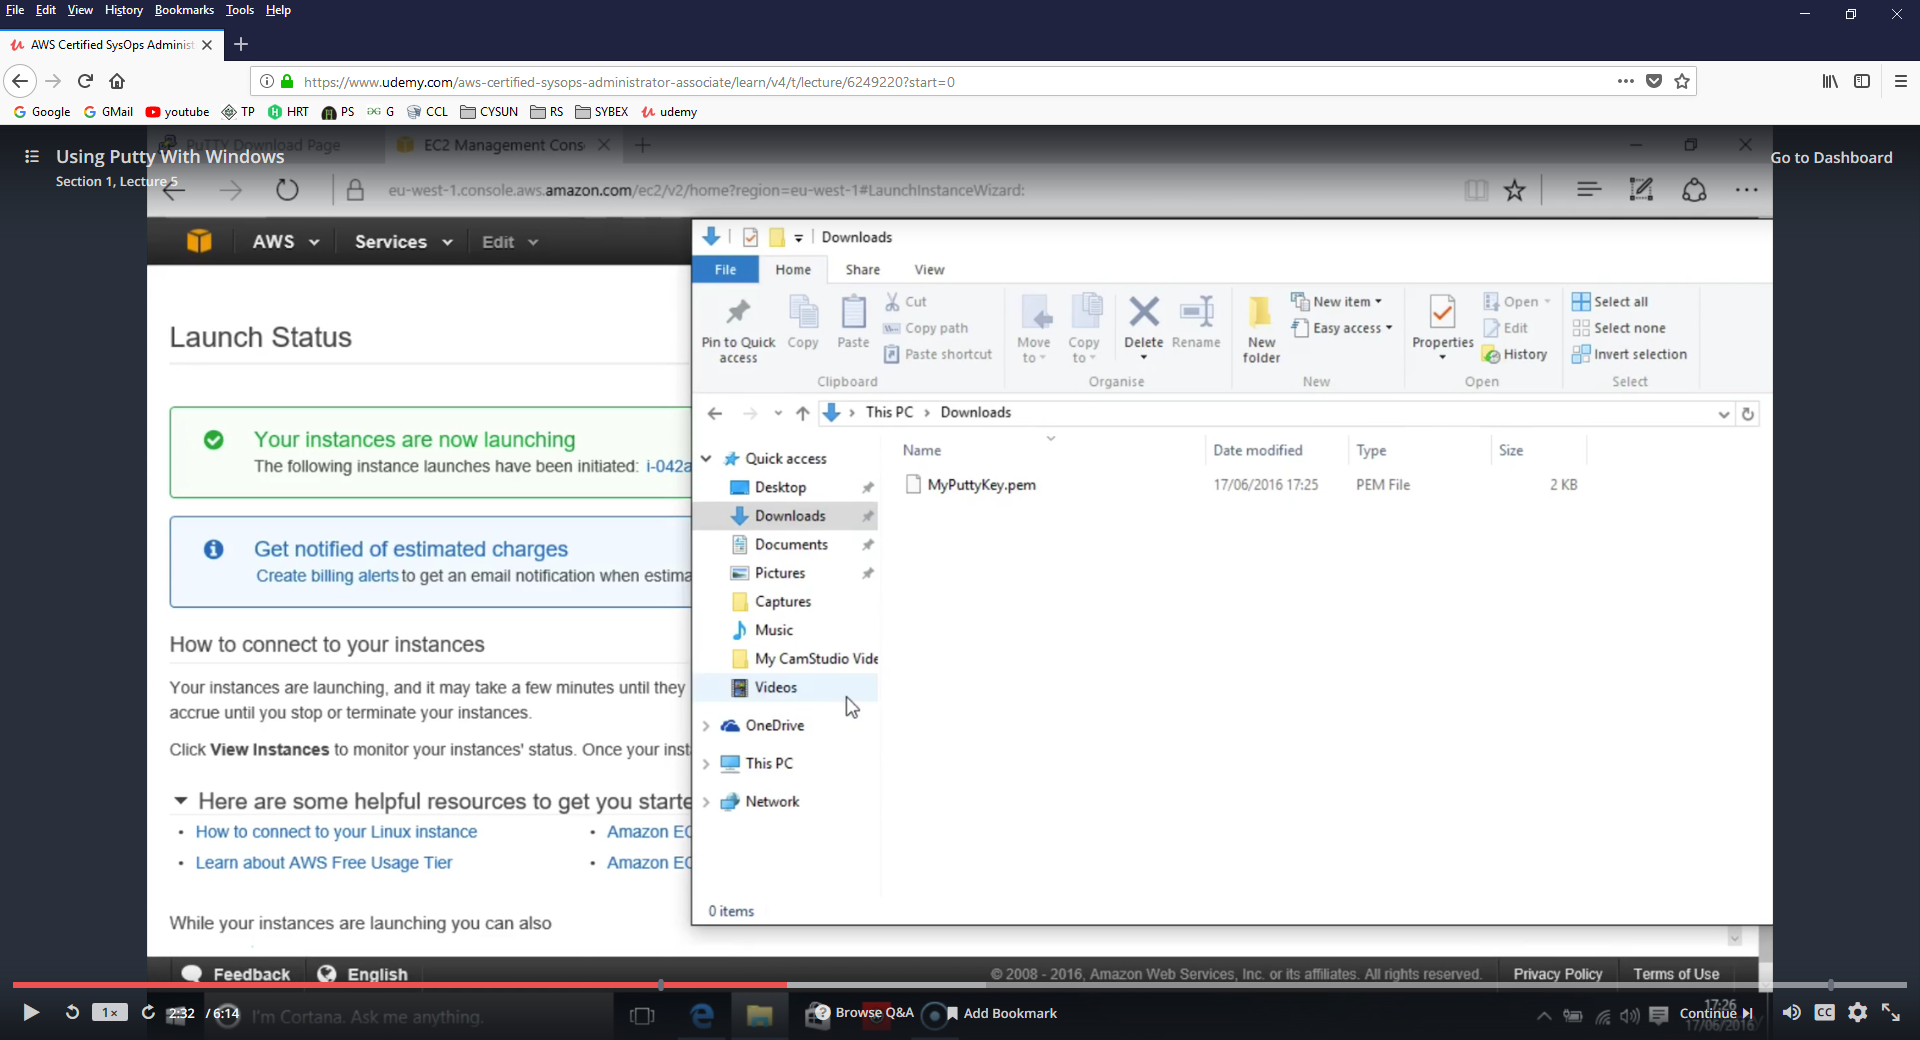 File Edit View History Bookmarks Tools Help
AWS Certified SysOps Administ
https://www.udemy.com/aws-certified-sysops-administrator-associate/learn/v4/t/lecture/6249220?start=0
Google GMail youtube TP HRT PS G CCL CYSUN RS SYBEX udemy
PuTTY Download Page EC2 Management Cons
Using Putty With Windows
Go to Dashboard
Section 1, Lecture 5
eu-west-1.console.aws.amazon.com/ec2/v2/home?region=eu-west-1#LaunchInstanceWizard:
AWS Services Edit
Launch Status
Your instances are now launching
The following instance launches have been initiated: i-042a
Get notified of estimated charges
Create billing alerts to get an email notification when estima
How to connect to your instances
Your instances are launching, and it may take a few minutes until they
accrue until you stop or terminate your instances.
Click View Instances to monitor your instances' status. Once your inst
Here are some helpful resources to get you starte
• How to connect to your Linux instance • Amazon EC
• Learn about AWS Free Usage Tier • Amazon EC
While your instances are launching you can also
Downloads
File Home Share View
Pin to Quick access
Copy
Paste
Cut
Copy path
Paste shortcut
Clipboard
Move to
Copy to
Delete
Rename
Organise
New folder
New item
Easy access
New
Properties
Open
Edit
History
Open
Select all
Select none
Invert selection
Select
This PC > Downloads
Name Date modified Type Size
MyPuttyKey.pem 17/06/2016 17:25 PEM File 2 KB
Quick access
Desktop
Downloads
Documents
Pictures
Captures
Music
My CamStudio Vide
Videos
OneDrive
This PC
Network
0 items
Feedback English © 2008 - 2016, Amazon Web Services, Inc. or its affiliates. All rights reserved. Privacy Policy Terms of Use
1x 2:32 / 6:14 I'm Cortana. Ask me anything. Browse Q&A Add Bookmark Continue CC
17:26
17/06/2016